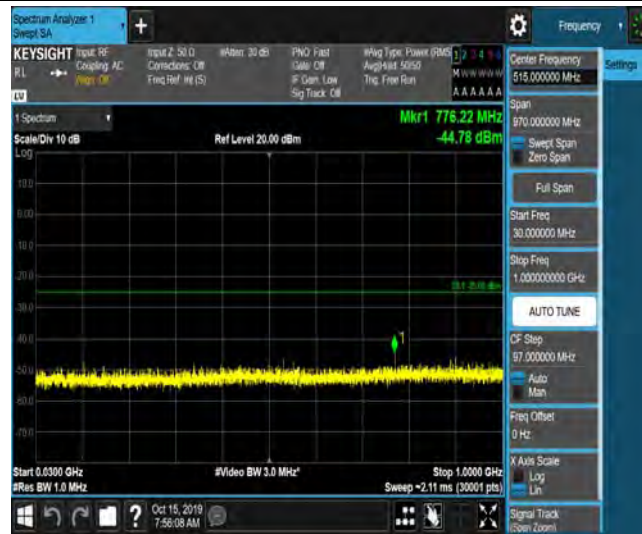 Spectrum Analyzer 1
Swept SA
+
Frequency
KEYSIGHT
RL
Input: RF
Coupling: AC
Align: Off
Input Z: 50 Ω
Corrections: Off
Freq Ref: Int (S)
#Atten: 30 dB
PNO: Fast
Gate: Off
IF Gain: Low
Sig Track: Off
#Avg Type: Power (RMS)
Avg|Hold: 50/50
Trig: Free Run
1 2 3 4 5 6
M W W W W W
A A A A A A
LV
1 Spectrum
Scale/Div 10 dB
Log
Ref Level 20.00 dBm
Mkr1 776.22 MHz
-44.78 dBm
10.0
0.00
-10.0
-20.0
-30.0
-40.0
-50.0
-60.0
-70.0
1
Start 0.0300 GHz
#Res BW 1.0 MHz
#Video BW 3.0 MHz*
Stop 1.0000 GHz
Sweep ~2.11 ms (30001 pts)
Center Frequency
515.000000 MHz
Settings
Span
970.000000 MHz
Swept Span
Zero Span
Full Span
Start Freq
30.000000 MHz
Stop Freq
1.000000000 GHz
AUTO TUNE
CF Step
97.000000 MHz
Auto
Man
Freq Offset
0 Hz
X Axis Scale
Log
Lin
Signal Track
(Span Zoom)
?
Oct 15, 2019
7:56:08 AM